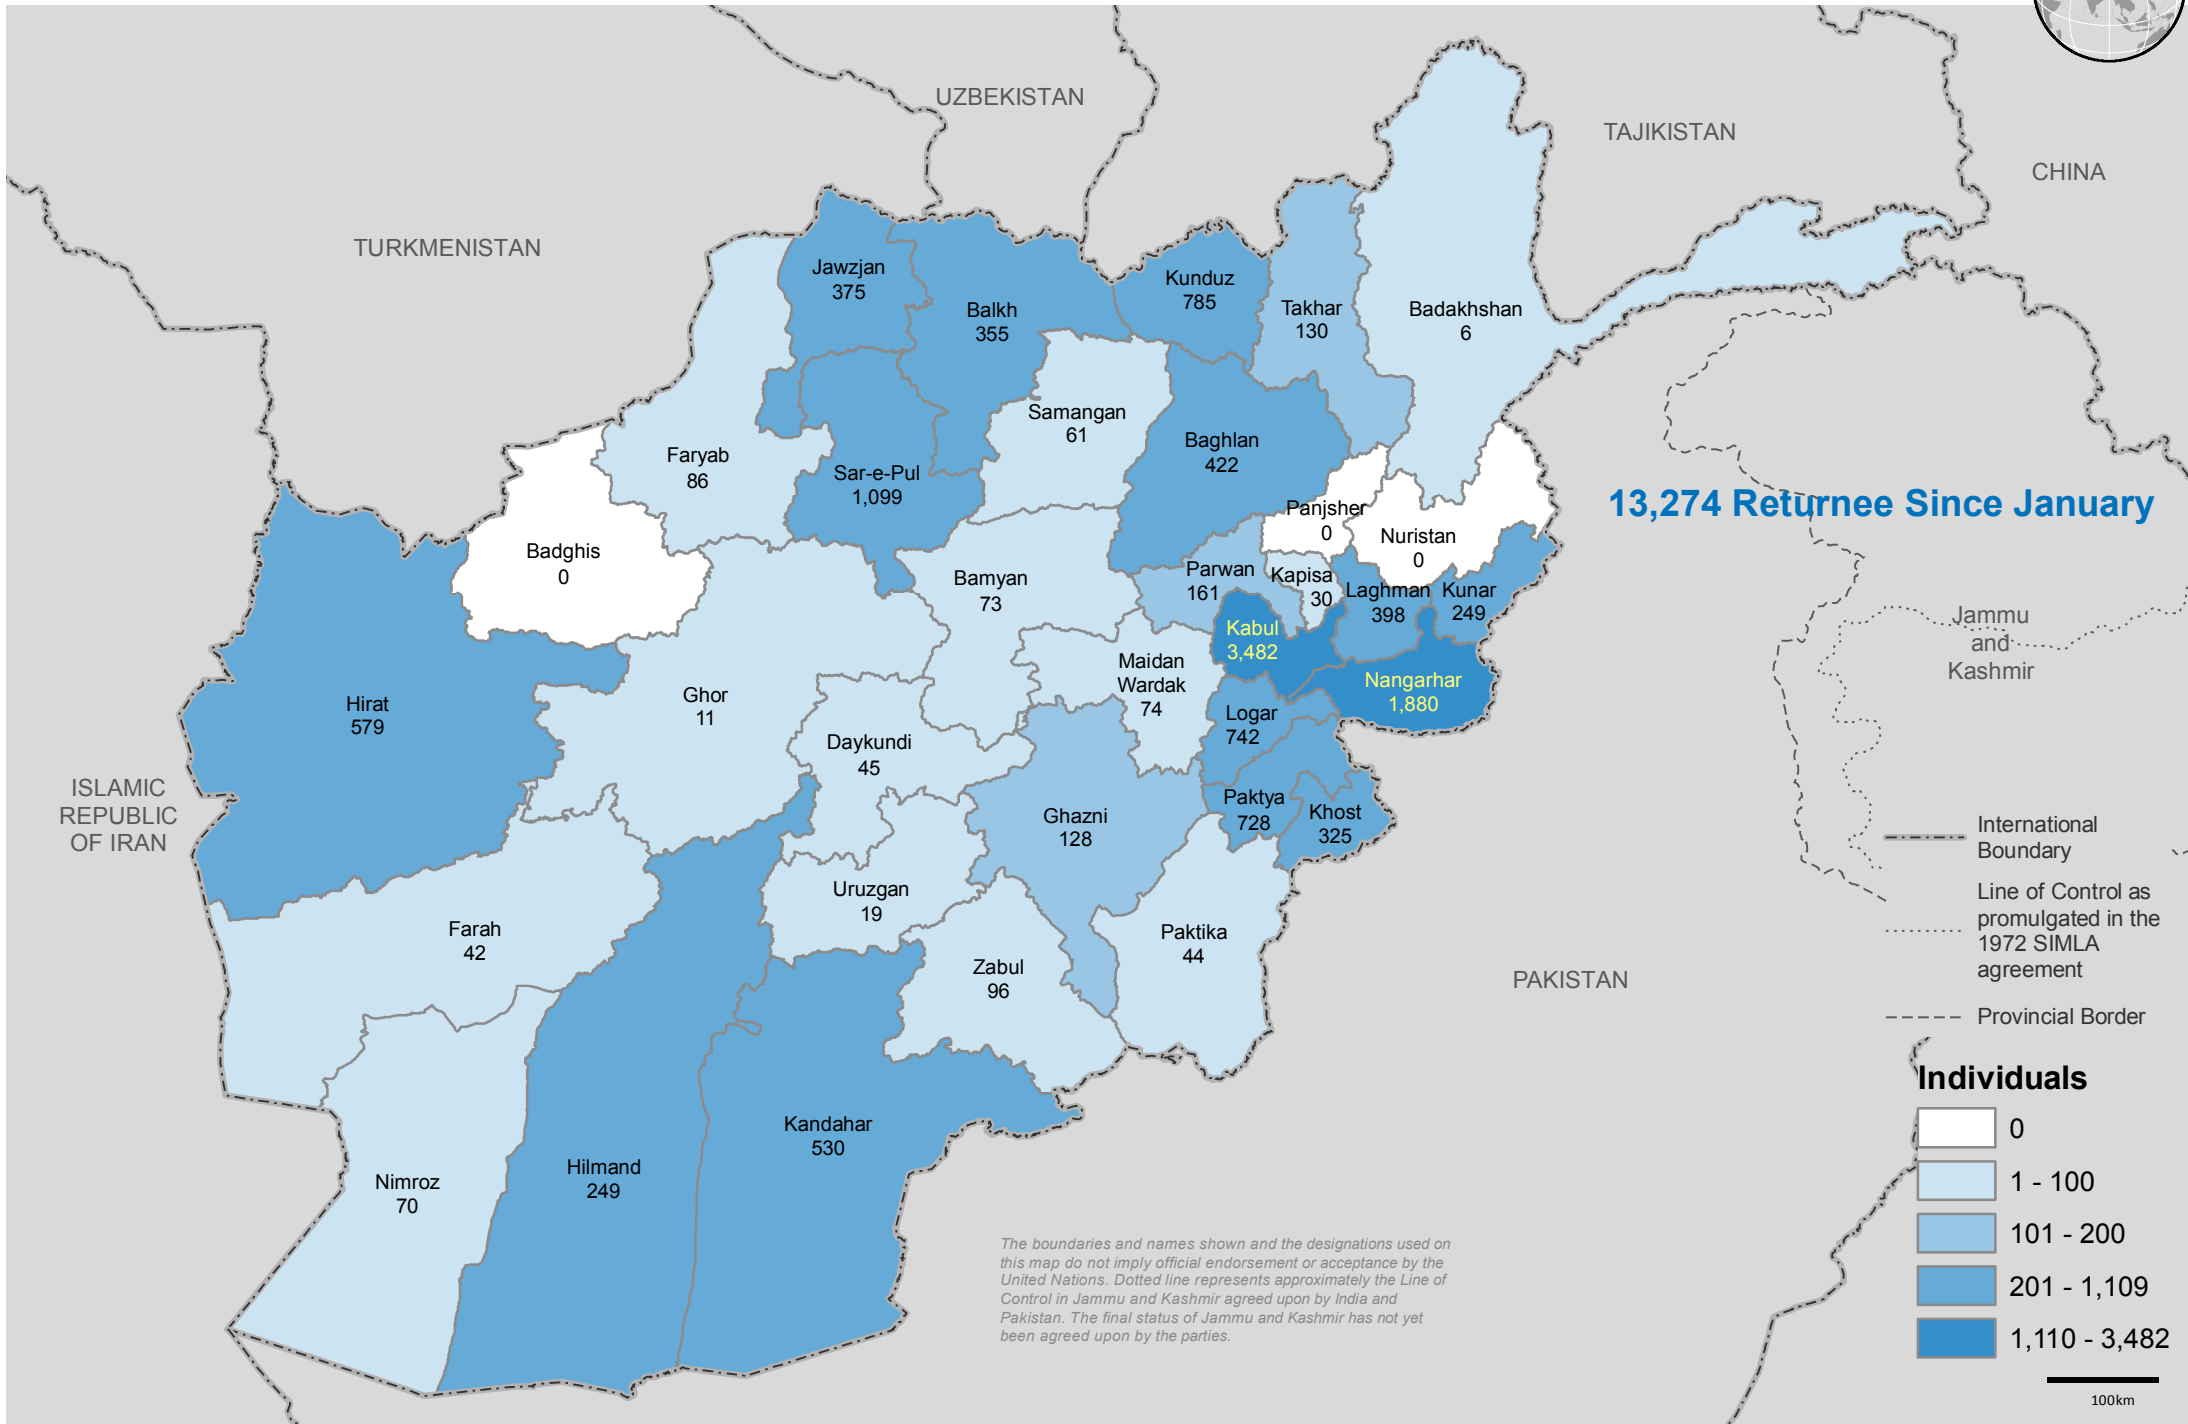 UZBEKISTAN
TAJIKISTAN
CHINA
TURKMENISTAN
Jawzjan
375
Balkh
355
Kunduz
785
Takhar
130
Badakhshan
6
Samangan
61
Baghlan
422
Faryab
86
Sar-e-Pul
1,099
13,274 Returnee Since January
Panjsher
0
Nuristan
0
Badghis
0
Bamyan
73
Parwan
161
Kapisa
30
Laghman
398
Kunar
249
Jammu
and
Kashmir
Kabul
3,482
Maidan
Wardak
74
Nangarhar
1,880
Hirat
579
Ghor
11
Logar
742
Daykundi
45
ISLAMIC
REPUBLIC
OF IRAN
Ghazni
128
Paktya
728
Khost
325
Uruzgan
19
Farah
42
Paktika
44
Zabul
96
PAKISTAN
Kandahar
530
Hilmand
249
Nimroz
70
International
Boundary
Line of Control as
promulgated in the
1972 SIMLA
agreement
Provincial Border
Individuals
0
1 - 100
101 - 200
201 - 1,109
1,110 - 3,482
100km
The boundaries and names shown and the designations used on
this map do not imply official endorsement or acceptance by the
United Nations. Dotted line represents approximately the Line of
Control in Jammu and Kashmir agreed upon by India and
Pakistan. The final status of Jammu and Kashmir has not yet
been agreed upon by the parties.